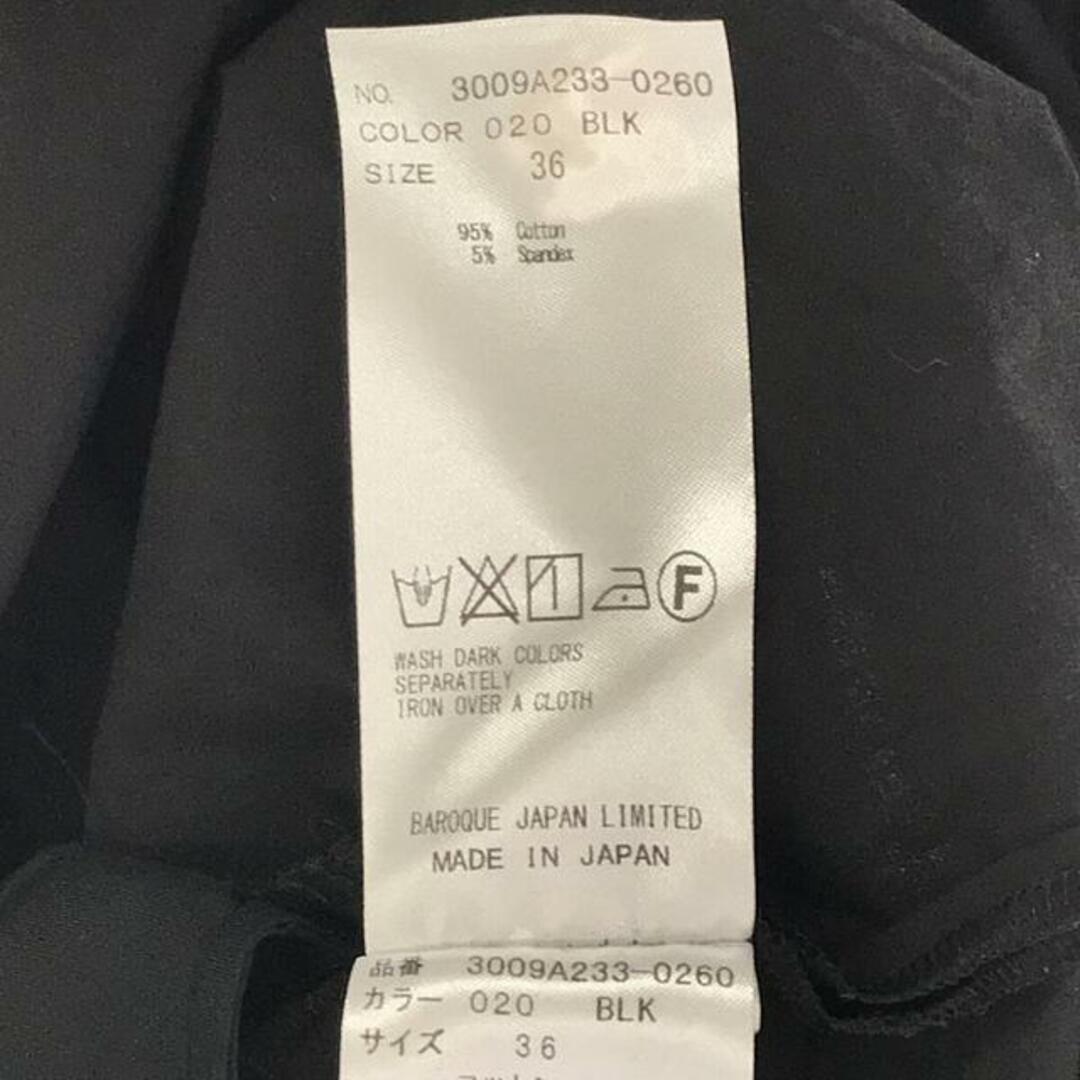 NO. 3009A233-0260
COLOR 020 BLK
SIZE 36
95% Cotton
5% Spandex
F
WASH DARK COLORS
SEPARATELY
IRON OVER A CLOTH
BAROQUE JAPAN LIMITED
MADE IN JAPAN
品番 3009A233-0260
カラー 020 BLK
サイズ 36